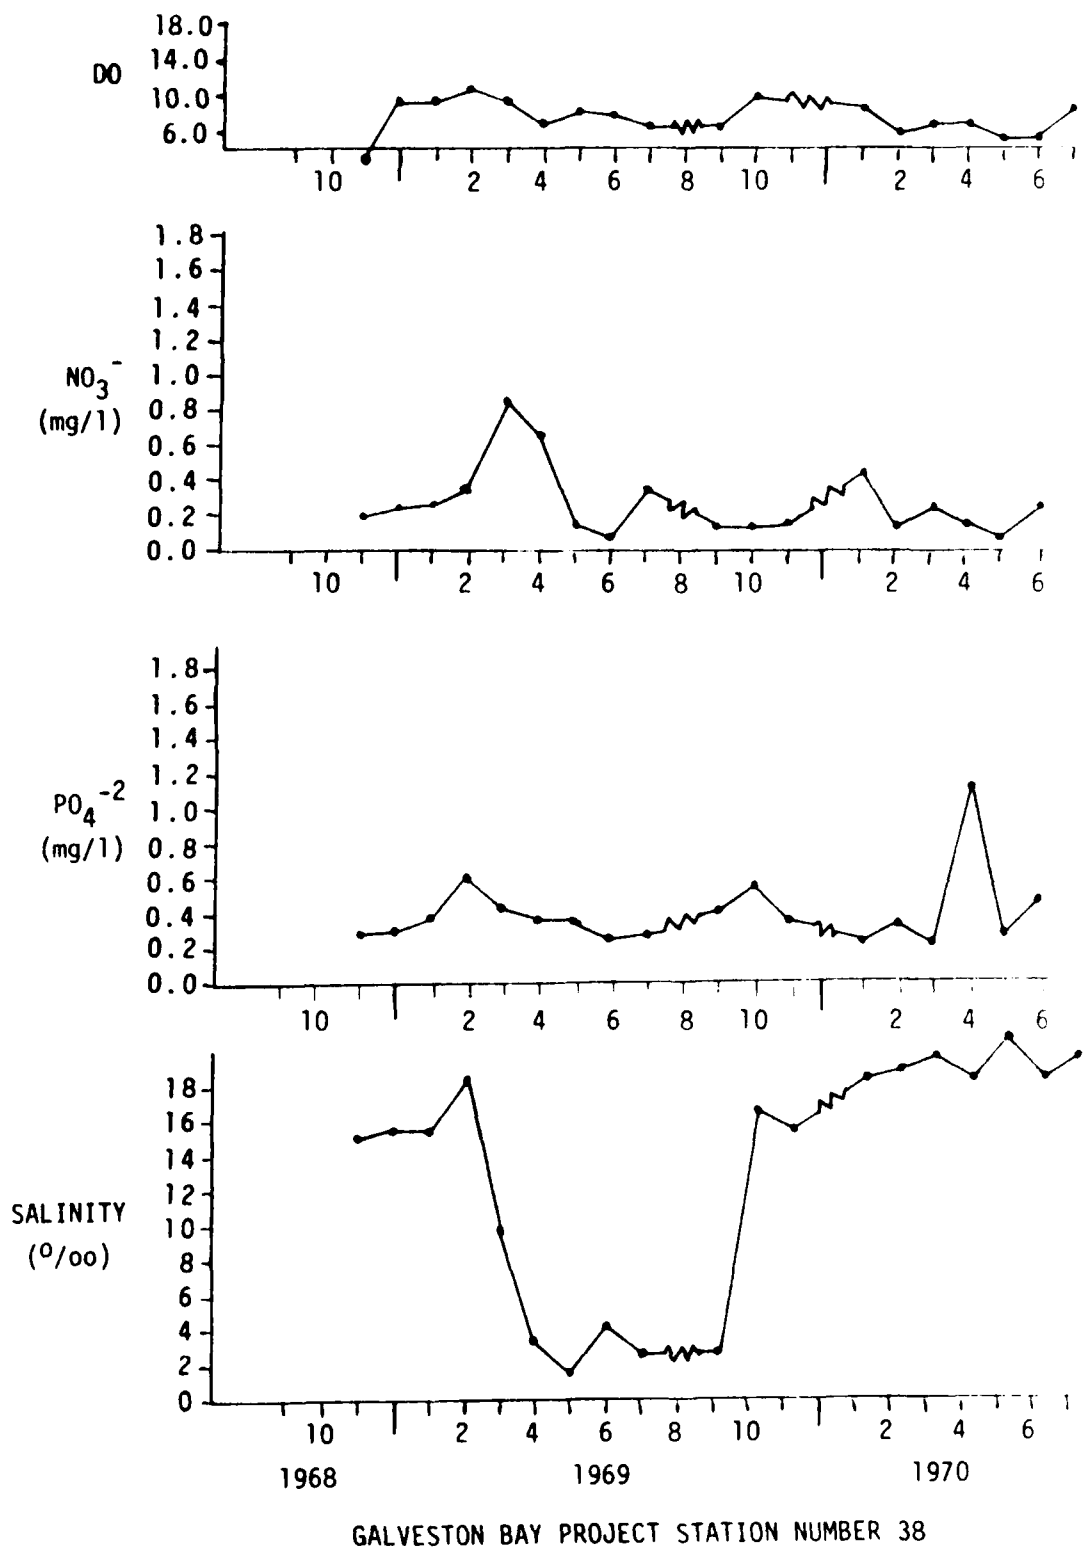 18.0
14.0
DO
10.0
6.0
10 2 4 6 8 10 2 4 6
1.8
1.6
1.4
1.2
NO3- 1.0
(mg/l) 0.8
0.6
0.4
0.2
0.0
10 2 4 6 8 10 2 4 6
1.8
1.6
1.4
1.2
PO4-2 1.0
(mg/l) 0.8
0.6
0.4
0.2
0.0
10 2 4 6 8 10 2 4 6
18
16
14
12
SALINITY
10
(o/oo)
8
6
4
2
0
10 2 4 6 8 10 2 4 6
1968 1969 1970
GALVESTON BAY PROJECT STATION NUMBER 38